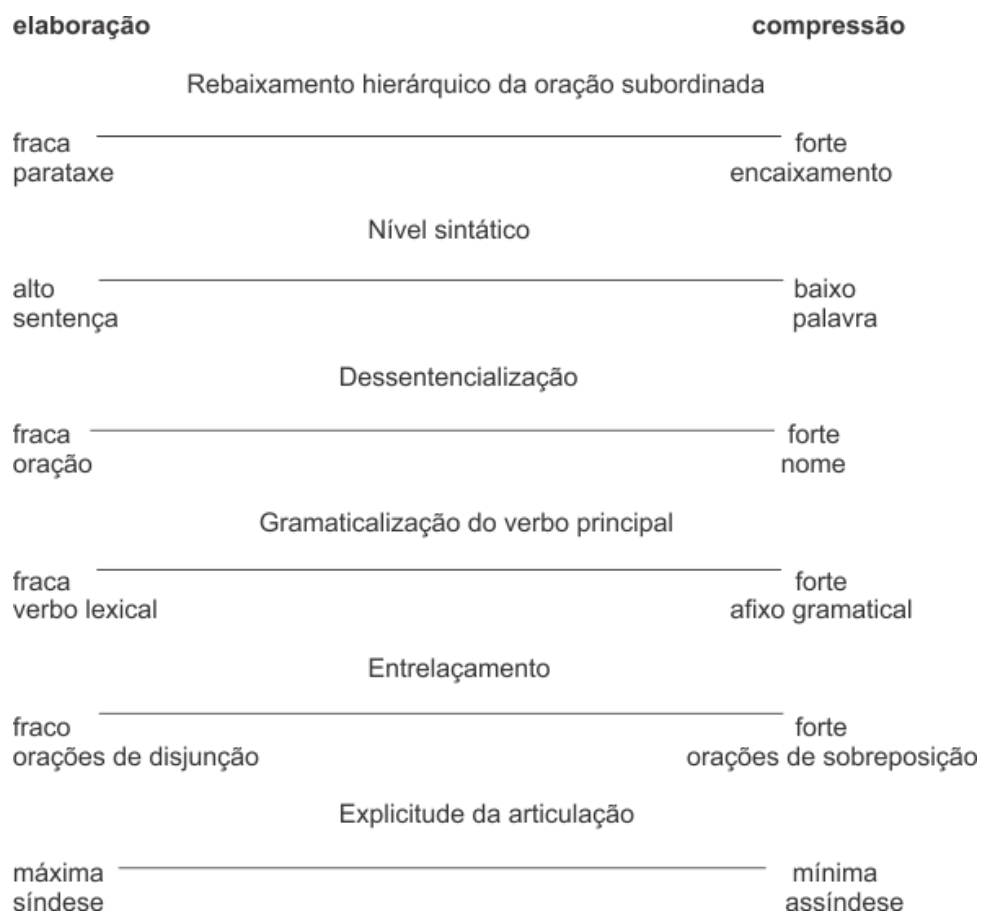 elaboração compressão
Rebaixamento hierárquico da oração subordinada
fraca forte
parataxe encaixamento
Nível sintático
alto baixo
sentença palavra
Dessentencialização
fraca forte
oração nome
Gramaticalização do verbo principal
fraca forte
verbo lexical afixo gramatical
Entrelaçamento
fraco forte
orações de disjunção orações de sobreposição
Explicitude da articulação
máxima mínima
síndese assíndese